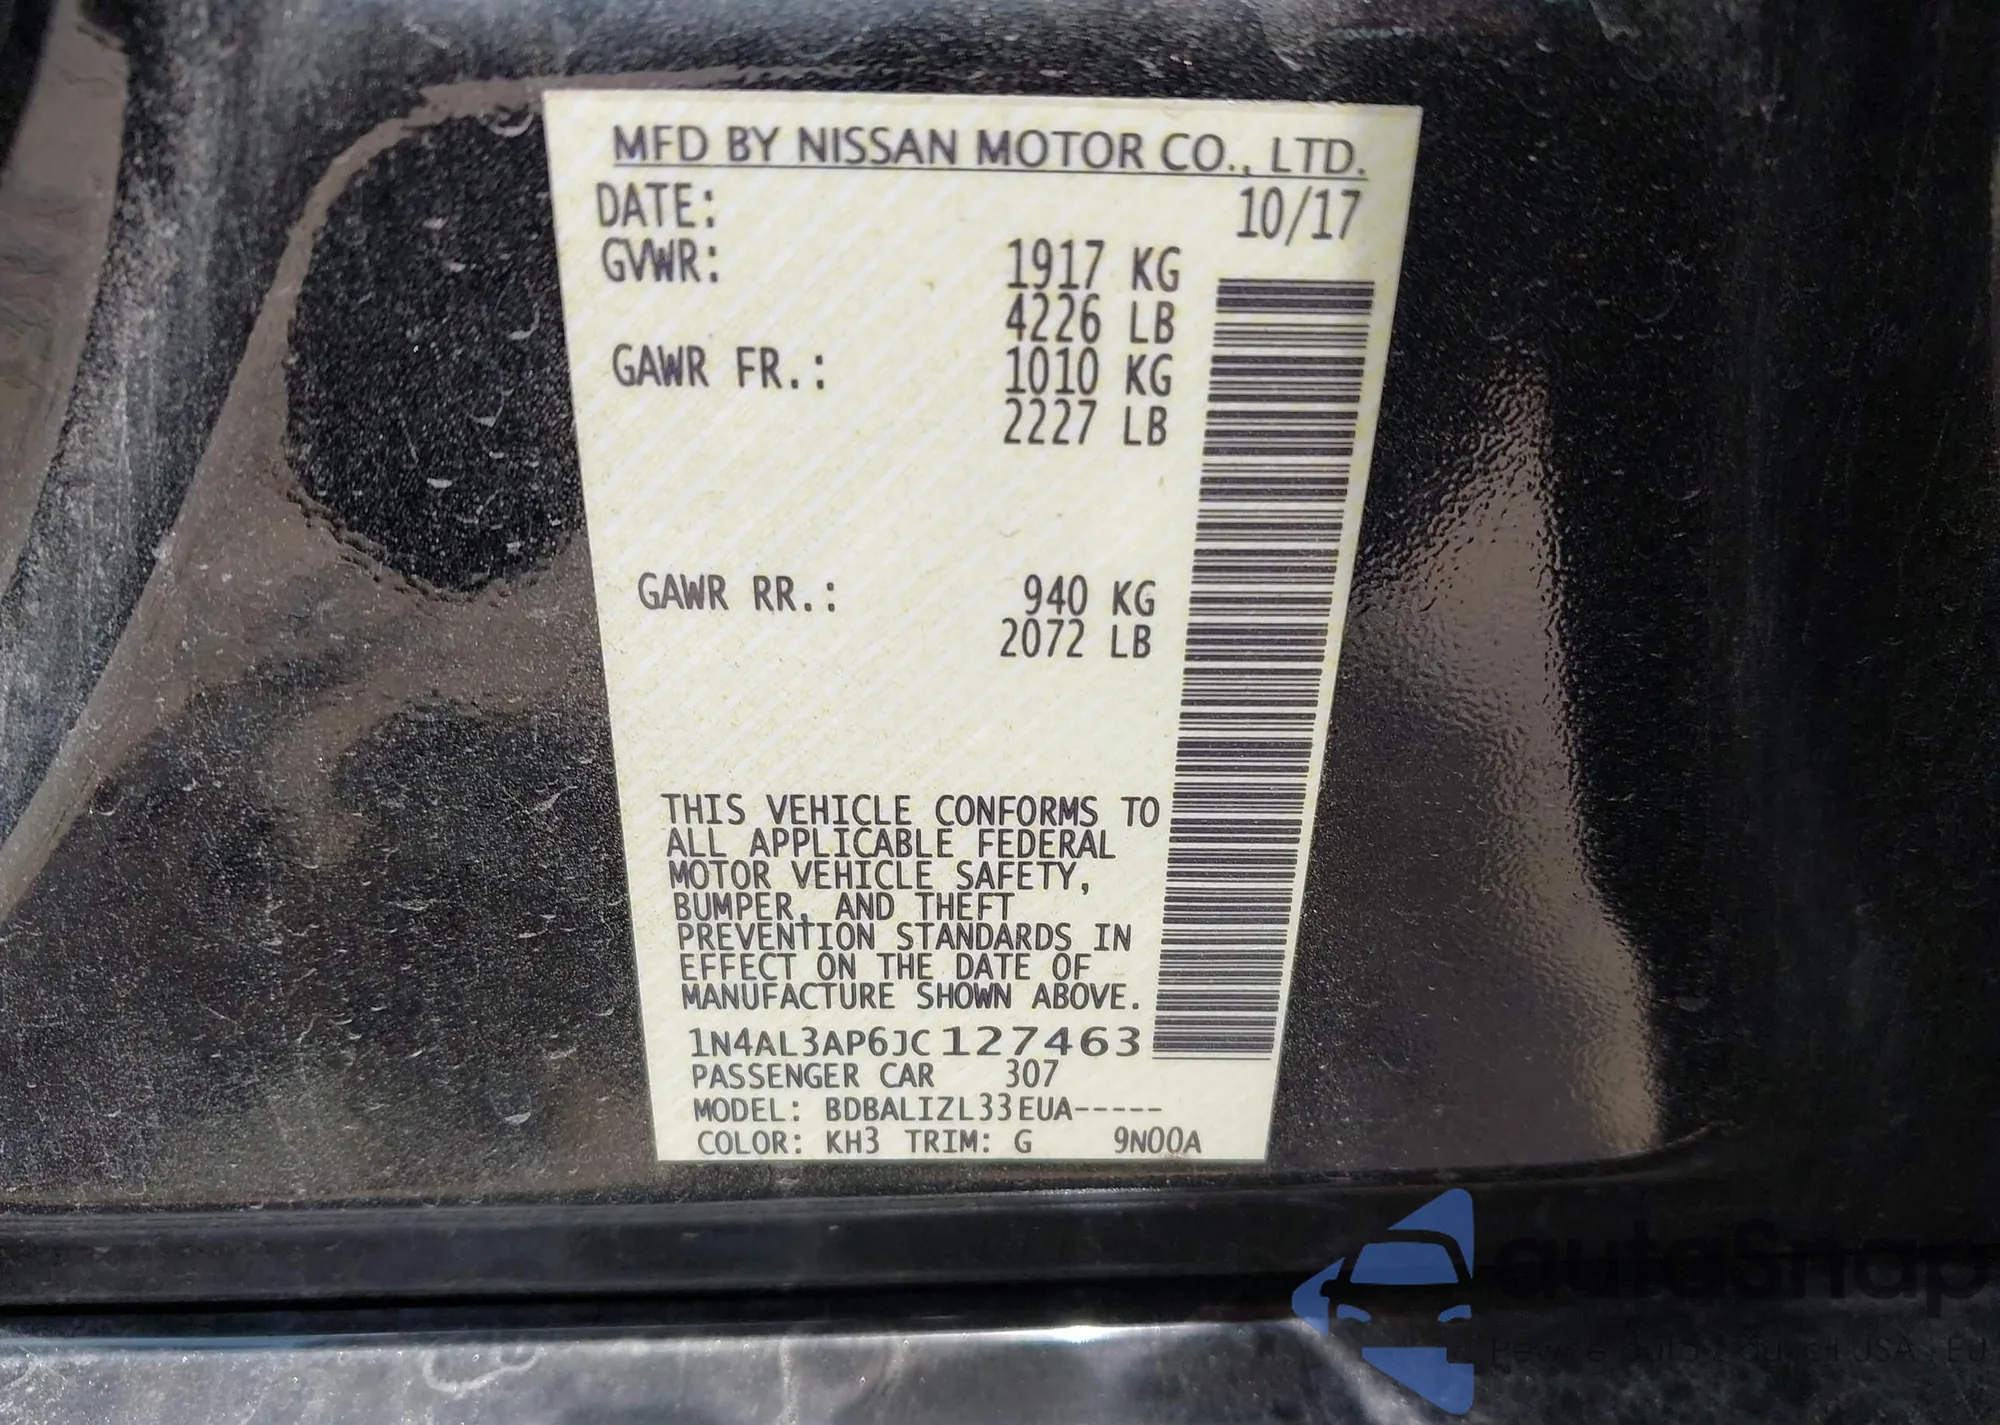 MFD BY NISSAN MOTOR CO., LTD.
DATE: 10/17
GVWR: 1917 KG
4226 LB
GAWR FR.: 1010 KG
2227 LB
GAWR RR.: 940 KG
2072 LB
THIS VEHICLE CONFORMS TO
ALL APPLICABLE FEDERAL
MOTOR VEHICLE SAFETY,
BUMPER, AND THEFT
PREVENTION STANDARDS IN
EFFECT ON THE DATE OF
MANUFACTURE SHOWN ABOVE.
1N4AL3AP6JC127463
PASSENGER CAR 307
MODEL: BDBALIZL33EUA-----
COLOR: KH3 TRIM: G 9N00A
autosnap
USA
EU